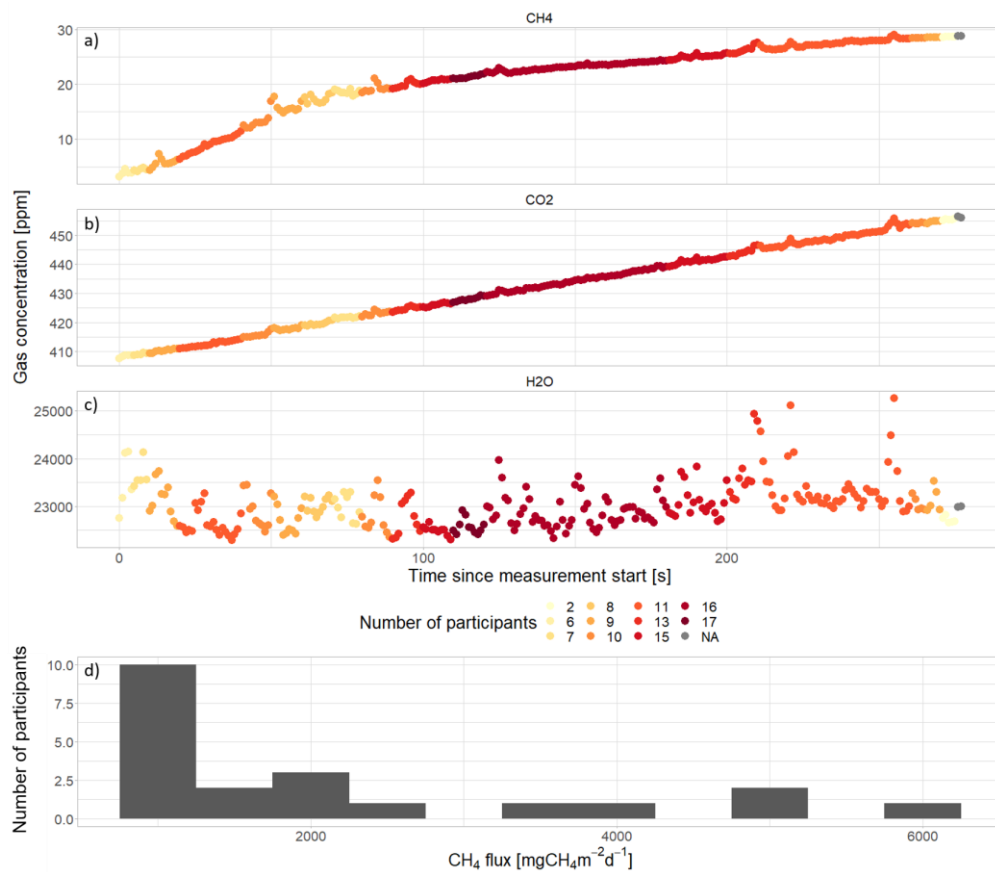 CH4
a)
30
20
10
CO2
b)
450
440
430
420
410
Gas concentration [ppm]
H2O
c)
25000
24000
23000
0 100 200
Time since measurement start [s]
Number of participants
2 8 11 16
6 9 13 17
7 10 15 NA
d)
10.0
7.5
5.0
2.5
0.0
Number of participants
2000 4000 6000
CH₄ flux [mgCH₄m⁻²d⁻¹]